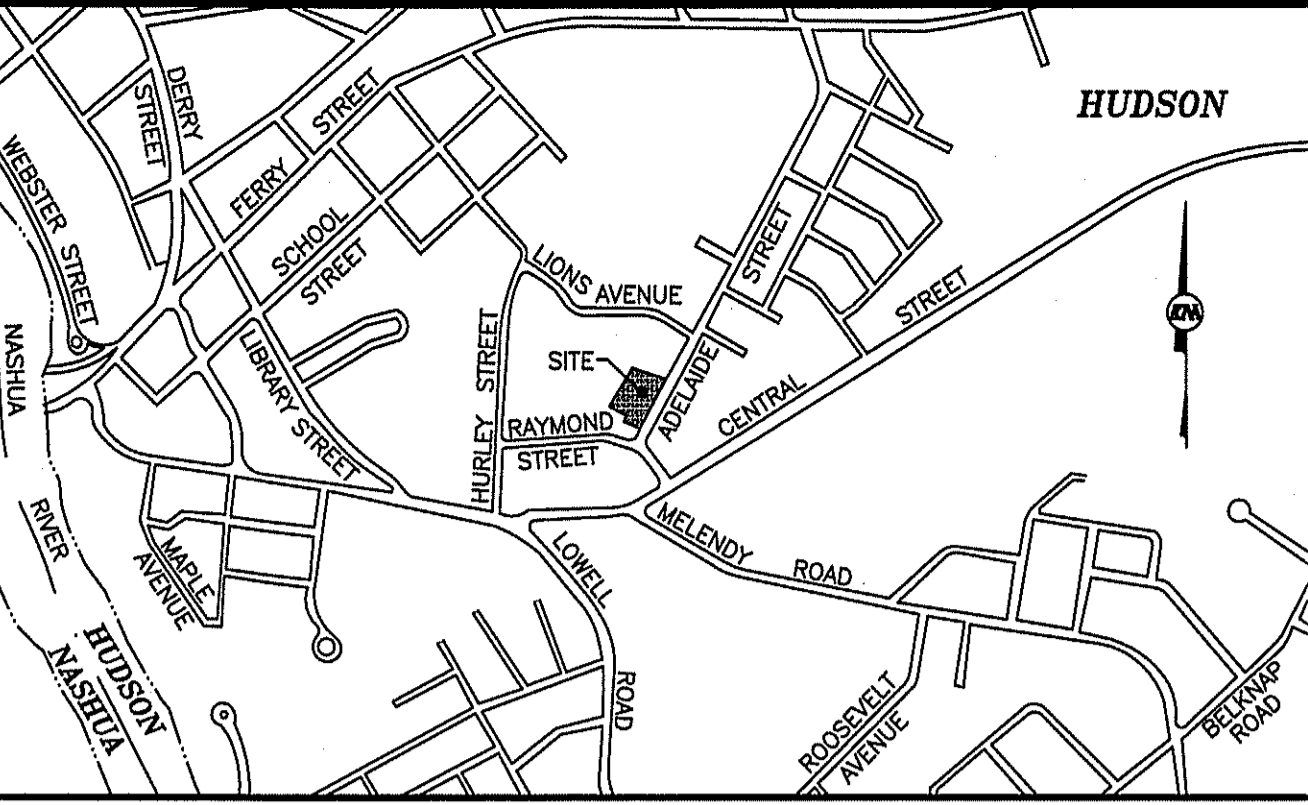 DERRY
STREET
STREET
FERRY
SCHOOL
STREET
WEBSTER STREET
HUDSON
LIONS AVENUE
STREET
STREET
NASHUA
RIVER
LIBRARY STREET
HURLEY STREET
SITE
RAYMOND
STREET
ADELAIDE
CENTRAL
KNA
MELENDY ROAD
LOWELL
ROAD
MAPLE
AVENUE
HUDSON
NASHUA
ROOSEVELT
AVENUE
BELKNAP
ROAD